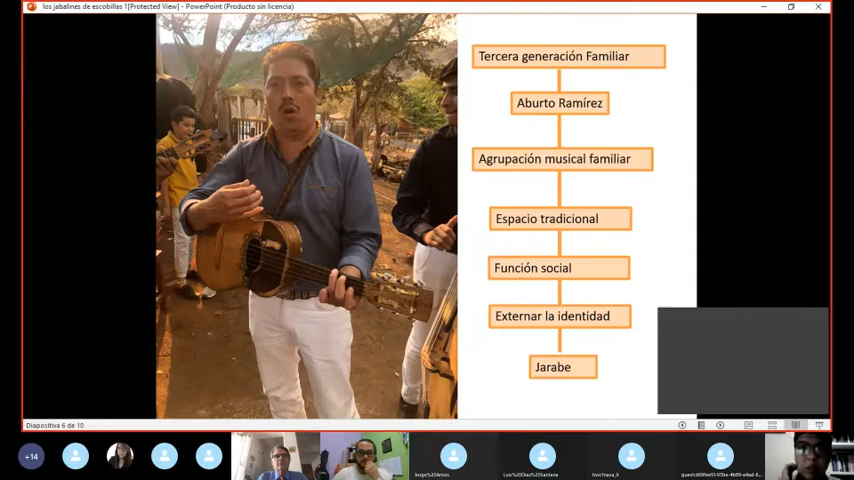 los jabalines de escobillas 1[Protected View] - PowerPoint (Producto sin licencia)
Tercera generación Familiar
Aburto Ramírez
Agrupación musical familiar
Espacio tradicional
Función social
Externar la identidad
Jarabe
Diapositiva 6 de 10
+14